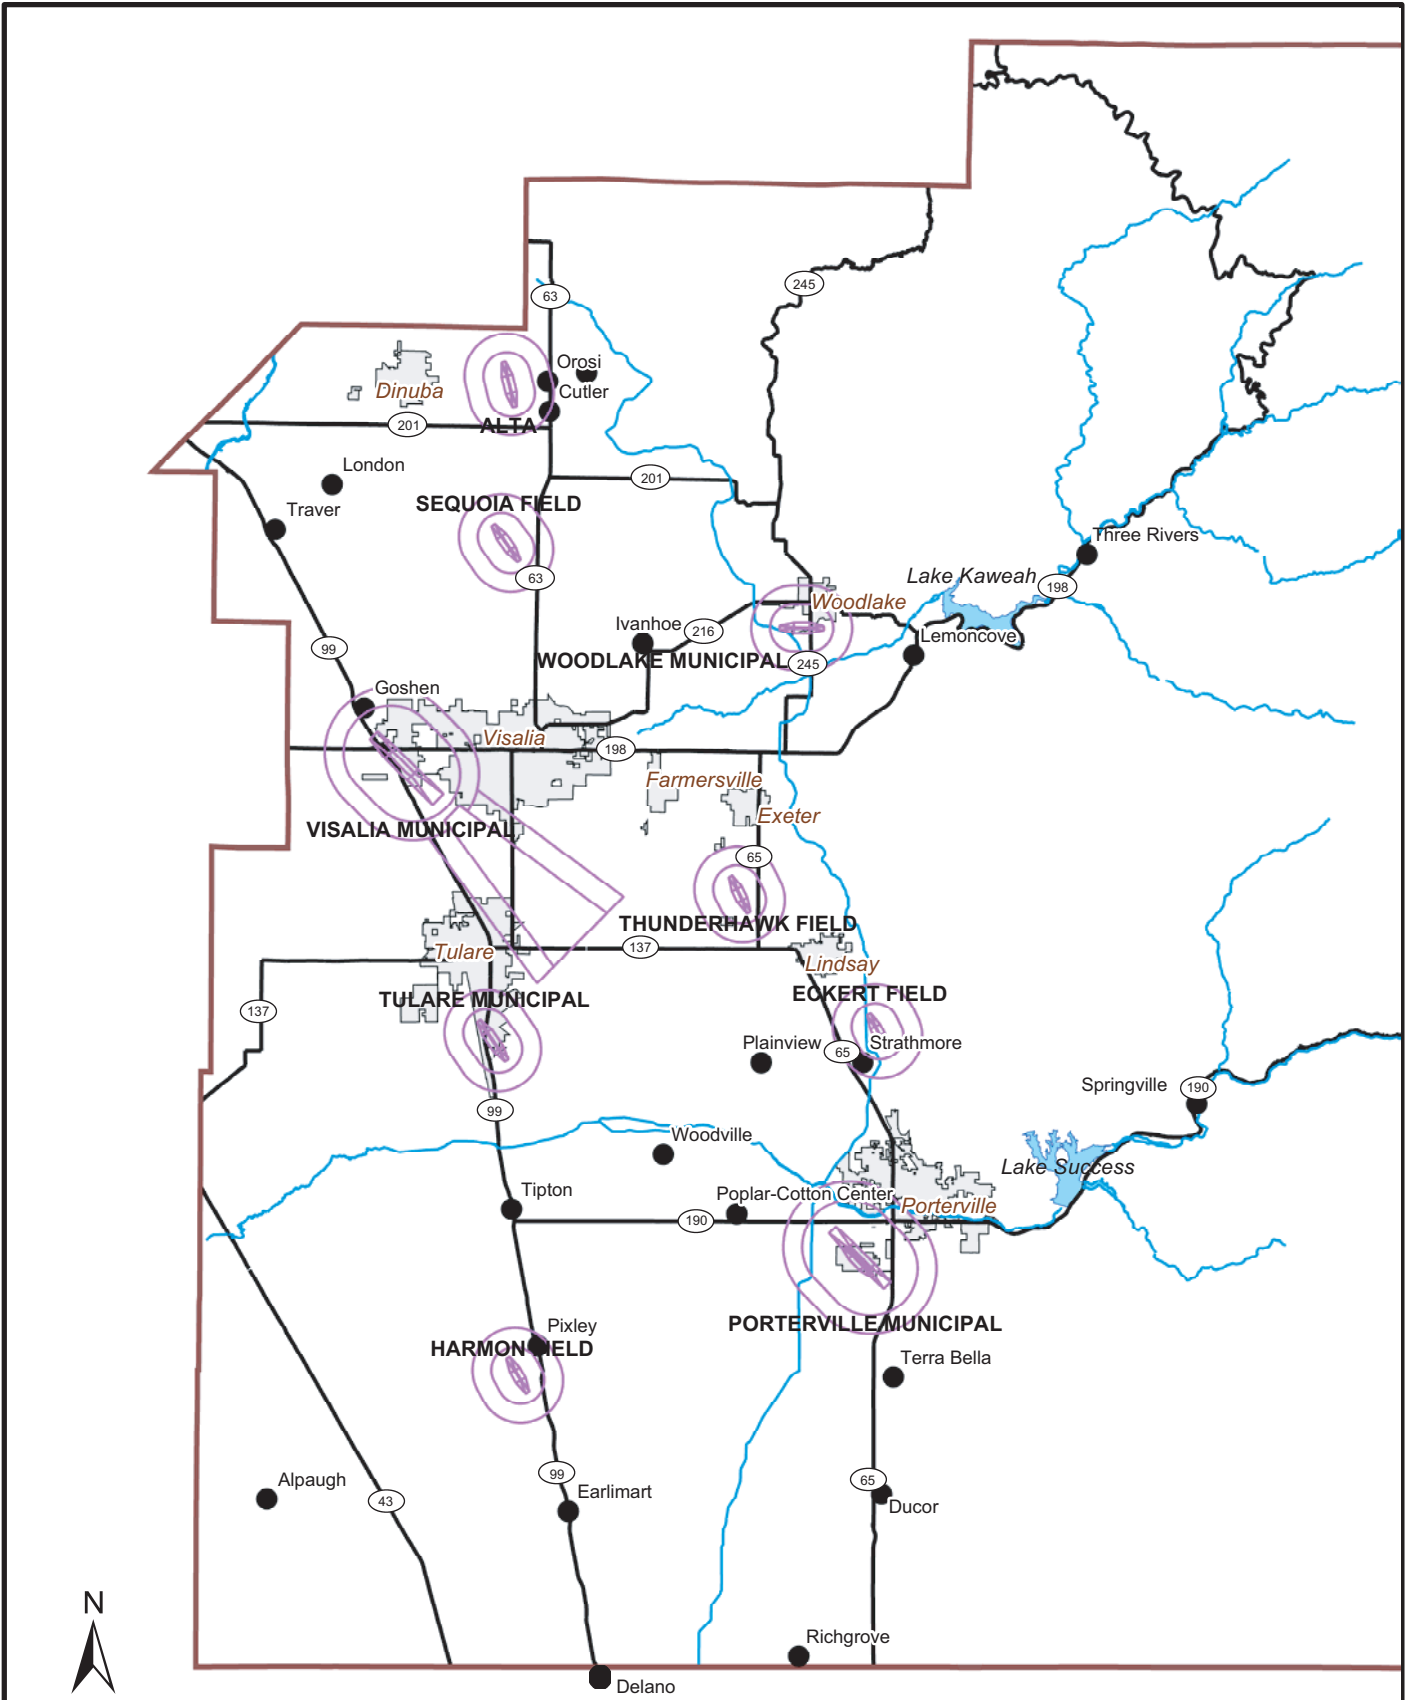 245
63
Orosi
Cutler
Dinuba
201
ALTA
London
201
SEQUOIA FIELD
Traver
Three Rivers
63
Lake Kaweah
198
Woodlake
Ivanhoe
216
Lemoncove
99
WOODLAKE MUNICIPAL
245
Goshen
Visalia
198
Farmersville
Exeter
VISALIA MUNICIPAL
65
THUNDERHAWK FIELD
137
Tulare
Lindsay
TULARE MUNICIPAL
ECKERT FIELD
137
Plainview
65
Strathmore
Springville
190
99
Woodville
Lake Success
Tipton
Poplar-Cotton Center
Porterville
190
PORTERVILLE MUNICIPAL
Pixley
HARMON FIELD
Terra Bella
99
Alpaugh
65
Earlimart
43
Ducor
N
Richgrove
Delano